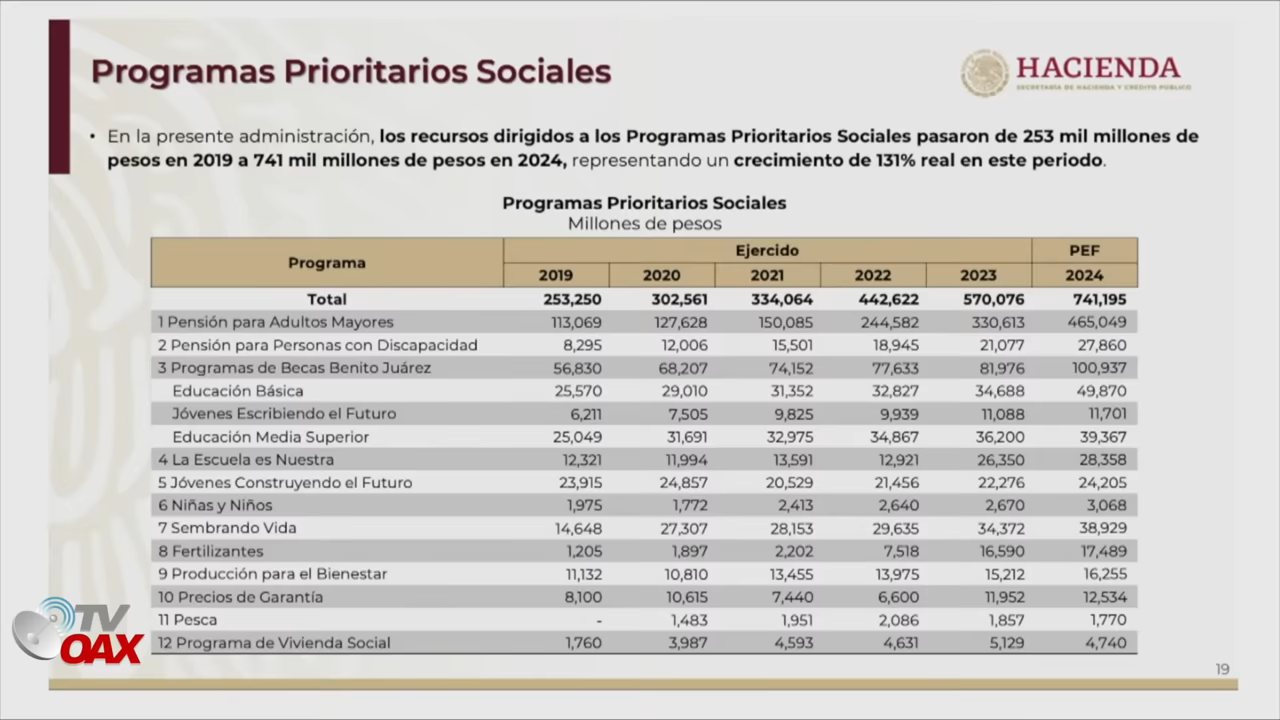 Programas Prioritarios Sociales
HACIENDA
SECRETARÍA DE HACIENDA Y CRÉDITO PÚBLICO
• En la presente administración, los recursos dirigidos a los Programas Prioritarios Sociales pasaron de 253 mil millones de
pesos en 2019 a 741 mil millones de pesos en 2024, representando un crecimiento de 131% real en este periodo.
Programas Prioritarios Sociales
Millones de pesos
Programa Ejercido PEF
2019 2020 2021 2022 2023 2024
Total 253,250 302,561 334,064 442,622 570,076 741,195
1 Pensión para Adultos Mayores 113,069 127,628 150,085 244,582 330,613 465,049
2 Pensión para Personas con Discapacidad 8,295 12,006 15,501 18,945 21,077 27,860
3 Programas de Becas Benito Juárez 56,830 68,207 74,152 77,633 81,976 100,937
Educación Básica 25,570 29,010 31,352 32,827 34,688 49,870
Jóvenes Escribiendo el Futuro 6,211 7,505 9,825 9,939 11,088 11,701
Educación Media Superior 25,049 31,691 32,975 34,867 36,200 39,367
4 La Escuela es Nuestra 12,321 11,994 13,591 12,921 26,350 28,358
5 Jóvenes Construyendo el Futuro 23,915 24,857 20,529 21,456 22,276 24,205
6 Niñas y Niños 1,975 1,772 2,413 2,640 2,670 3,068
7 Sembrando Vida 14,648 27,307 28,153 29,635 34,372 38,929
8 Fertilizantes 1,205 1,897 2,202 7,518 16,590 17,489
9 Producción para el Bienestar 11,132 10,810 13,455 13,975 15,212 16,255
10 Precios de Garantía 8,100 10,615 7,440 6,600 11,952 12,534
11 Pesca - 1,483 1,951 2,086 1,857 1,770
12 Programa de Vivienda Social 1,760 3,987 4,593 4,631 5,129 4,740
TV
OAX
19